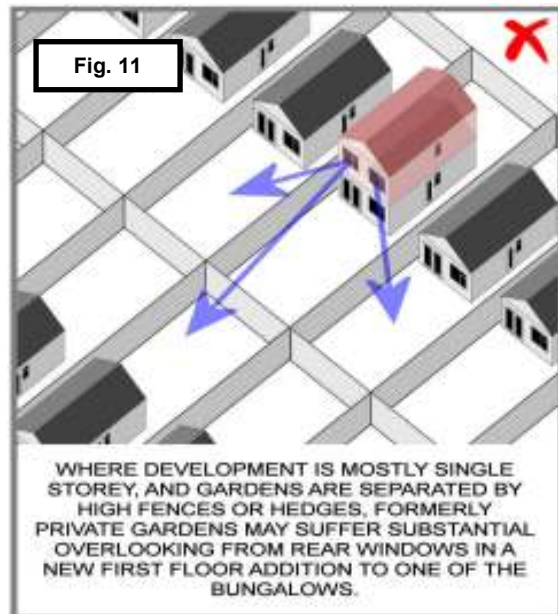 Fig. 11
WHERE DEVELOPMENT IS MOSTLY SINGLE
STOREY, AND GARDENS ARE SEPARATED BY
HIGH FENCES OR HEDGES, FORMERLY
PRIVATE GARDENS MAY SUFFER SUBSTANTIAL
OVERLOOKING FROM REAR WINDOWS IN A
NEW FIRST FLOOR ADDITION TO ONE OF THE
BUNGALOWS.